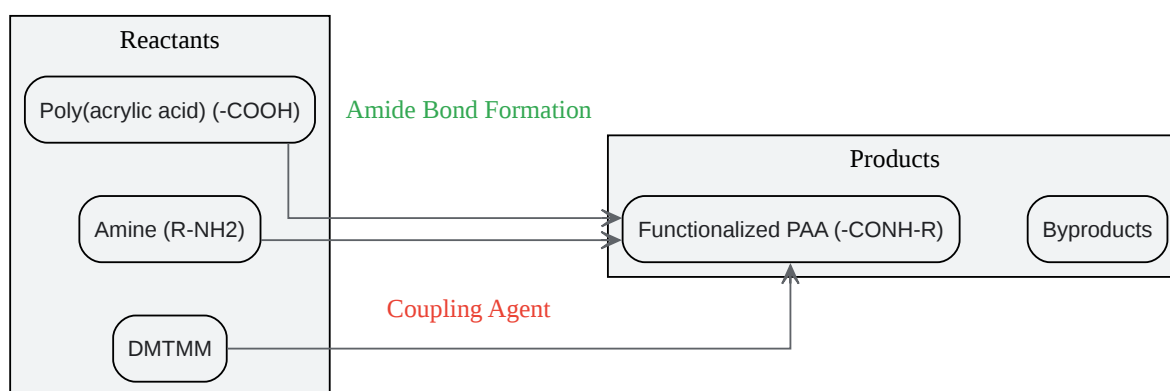 Reactants
Poly(acrylic acid) (-COOH)
Amide Bond Formation
Products
Amine (R-NH2)
Functionalized PAA (-CONH-R)
Byproducts
Coupling Agent
DMTMM